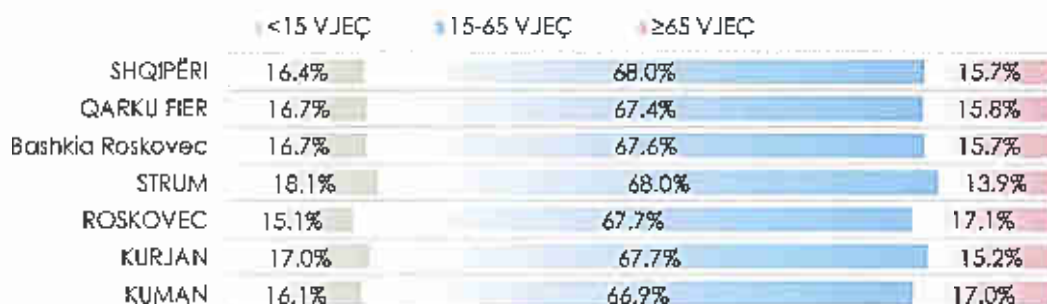 <15 VJEÇ 15-65 VJEÇ ≥65 VJEÇ
SHQIPËRI 16.4% 68.0% 15.7%
QARKU FIER 16.7% 67.4% 15.8%
Bashkia Roskovec 16.7% 67.6% 15.7%
STRUM 18.1% 68.0% 13.9%
ROSKOVEC 15.1% 67.7% 17.1%
KURJAN 17.0% 67.7% 15.2%
KUMAN 16.1% 66.9% 17.0%